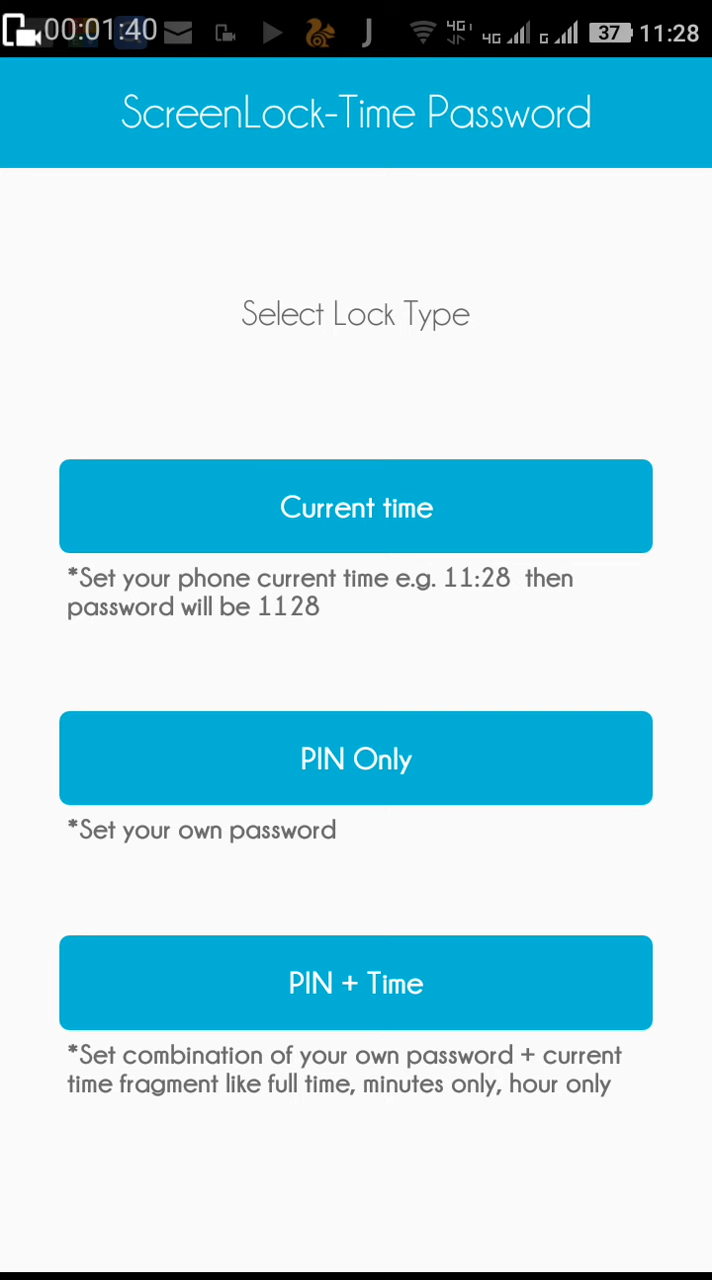 00:01:40 4G 4G G 37 11:28
ScreenLock-Time Password
Select Lock Type
Current time
*Set your phone current time e.g. 11:28 then
password will be 1128
PIN Only
*Set your own password
PIN + Time
*Set combination of your own password + current
time fragment like full time, minutes only, hour only